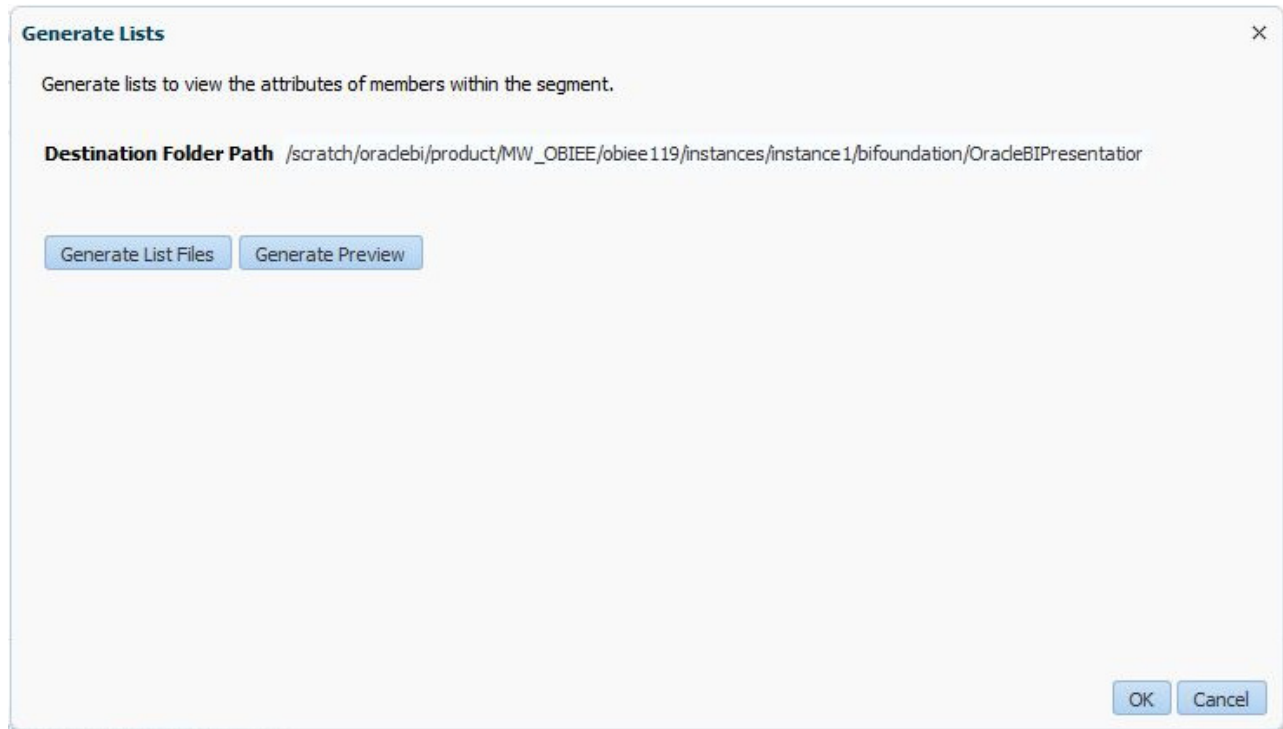 Generate Lists
Generate lists to view the attributes of members within the segment.
Destination Folder Path /scratch/oraclebi/product/MW_OBIEE/obiee119/instances/instance1/bifoundation/OracleBIPresentatior
Generate List Files Generate Preview
OK Cancel